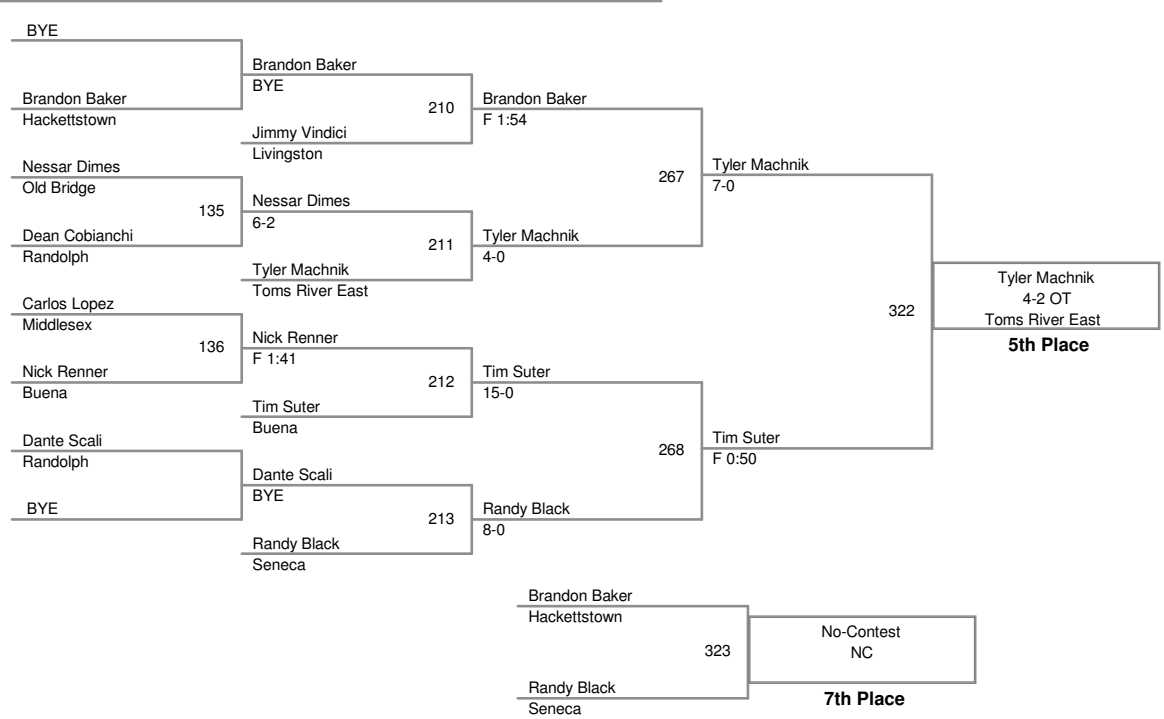 BYE
Brandon Baker
Hackettstown
Nessar Dimes
Old Bridge
135
Dean Cobianchi
Randolph
Carlos Lopez
Middlesex
136
Nick Renner
Buena
Dante Scali
Randolph
BYE
Brandon Baker
BYE
210
Jimmy Vindici
Livingston
Nessar Dimes
6-2
211
Tyler Machnik
Toms River East
Nick Renner
F 1:41
212
Tim Suter
Buena
Dante Scali
BYE
213
Randy Black
Seneca
Brandon Baker
F 1:54
267
Tyler Machnik
4-0
Tim Suter
15-0
268
Randy Black
8-0
Tyler Machnik
7-0
322
Tim Suter
F 0:50
Tyler Machnik
4-2 OT
Toms River East
5th Place
Brandon Baker
Hackettstown
323
Randy Black
Seneca
No-Contest
NC
7th Place